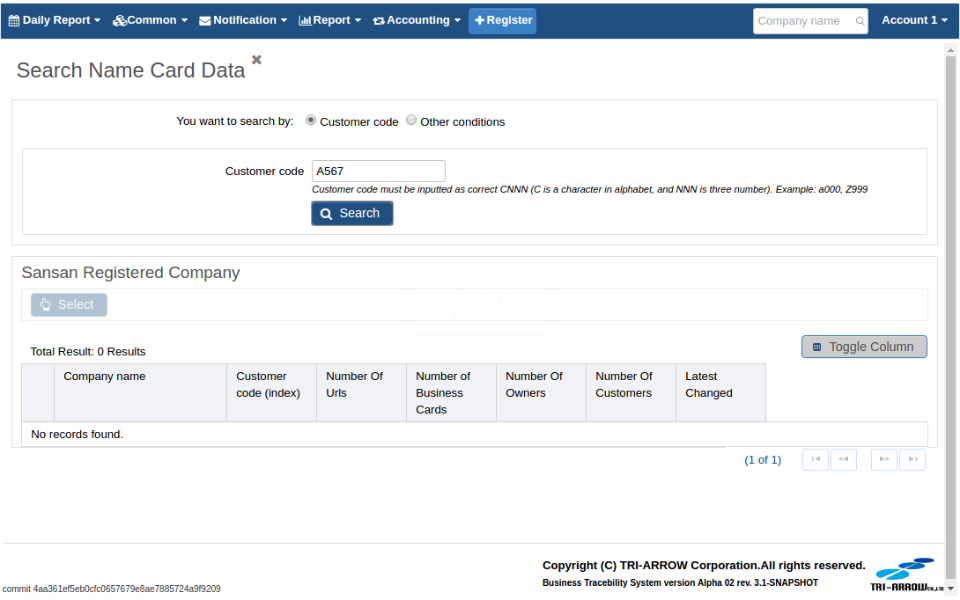 Daily Report Common Notification Report Accounting Register Company name Account 1
Search Name Card Data
You want to search by: Customer code Other conditions
Customer code A567
Customer code must be inputted as correct CNNN (C is a character in alphabet, and NNN is three number). Example: a000, Z999
Search
Sansan Registered Company
Select
Total Result: 0 Results
Toggle Column
Company name
Customer
code (index)
Number Of
Urls
Number of
Business
Cards
Number Of
Owners
Number Of
Customers
Latest
Changed
No records found.
(1 of 1)
Copyright (C) TRI-ARROW Corporation.All rights reserved.
Business Tracebility System version Alpha 02 rev. 3.1-SNAPSHOT
TRI-ARROW
commit 4aa361ef5eb0cfc0657679e8ae7885724a9f9209